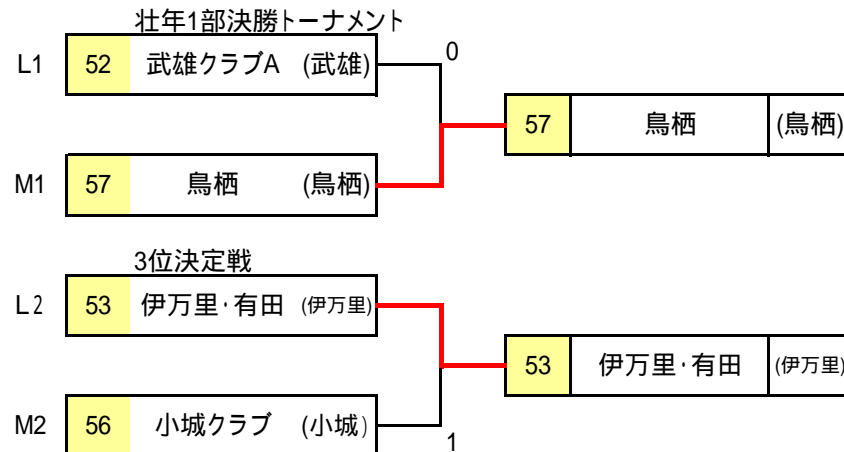 壮年1部決勝トーナメント
L1 52 武雄クラブA (武雄) 0
57 鳥栖 (鳥栖)
M1 57 鳥栖 (鳥栖)
3位決定戦
L2 53 伊万里・有田 (伊万里)
53 伊万里・有田 (伊万里)
M2 56 小城クラブ (小城) 1